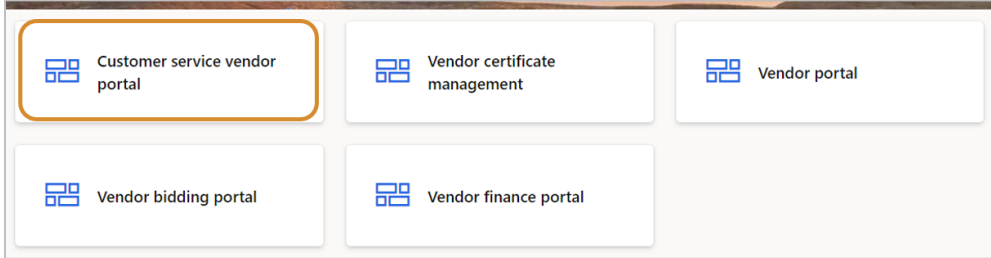 Customer service vendor
portal
Vendor certificate
management
Vendor portal
Vendor bidding portal
Vendor finance portal